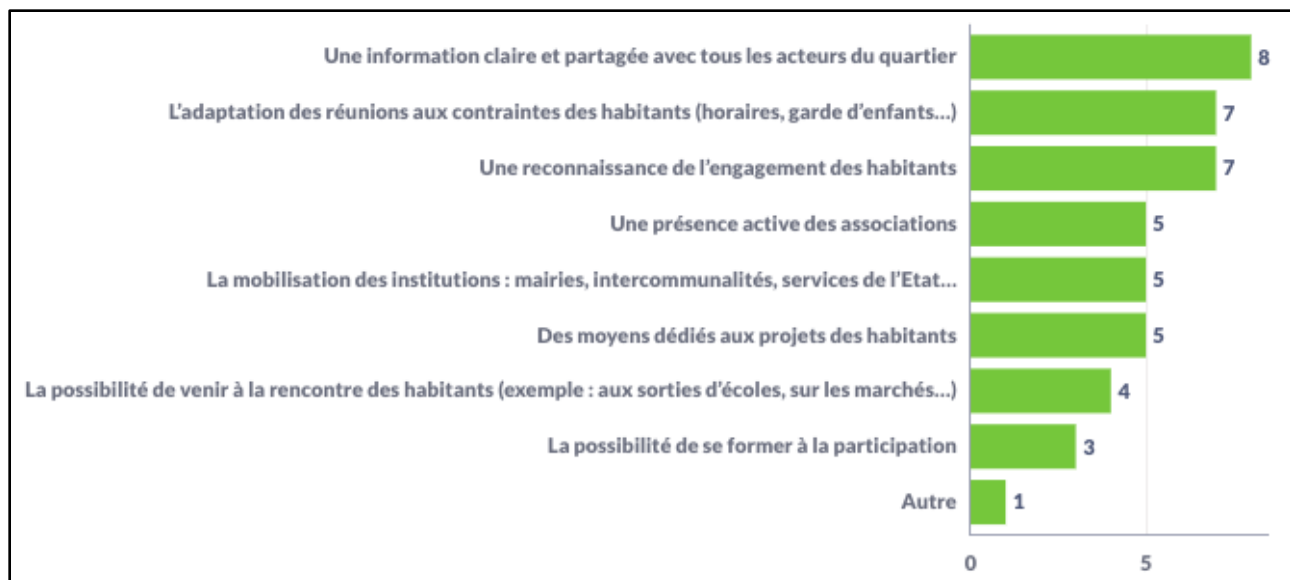 Une information claire et partagée avec tous les acteurs du quartier 8
L'adaptation des réunions aux contraintes des habitants (horaires, garde d'enfants...) 7
Une reconnaissance de l'engagement des habitants 7
Une présence active des associations 5
La mobilisation des institutions : mairies, intercommunalités, services de l'Etat... 5
Des moyens dédiés aux projets des habitants 5
La possibilité de venir à la rencontre des habitants (exemple : aux sorties d'écoles, sur les marchés...) 4
La possibilité de se former à la participation 3
Autre 1
0 5